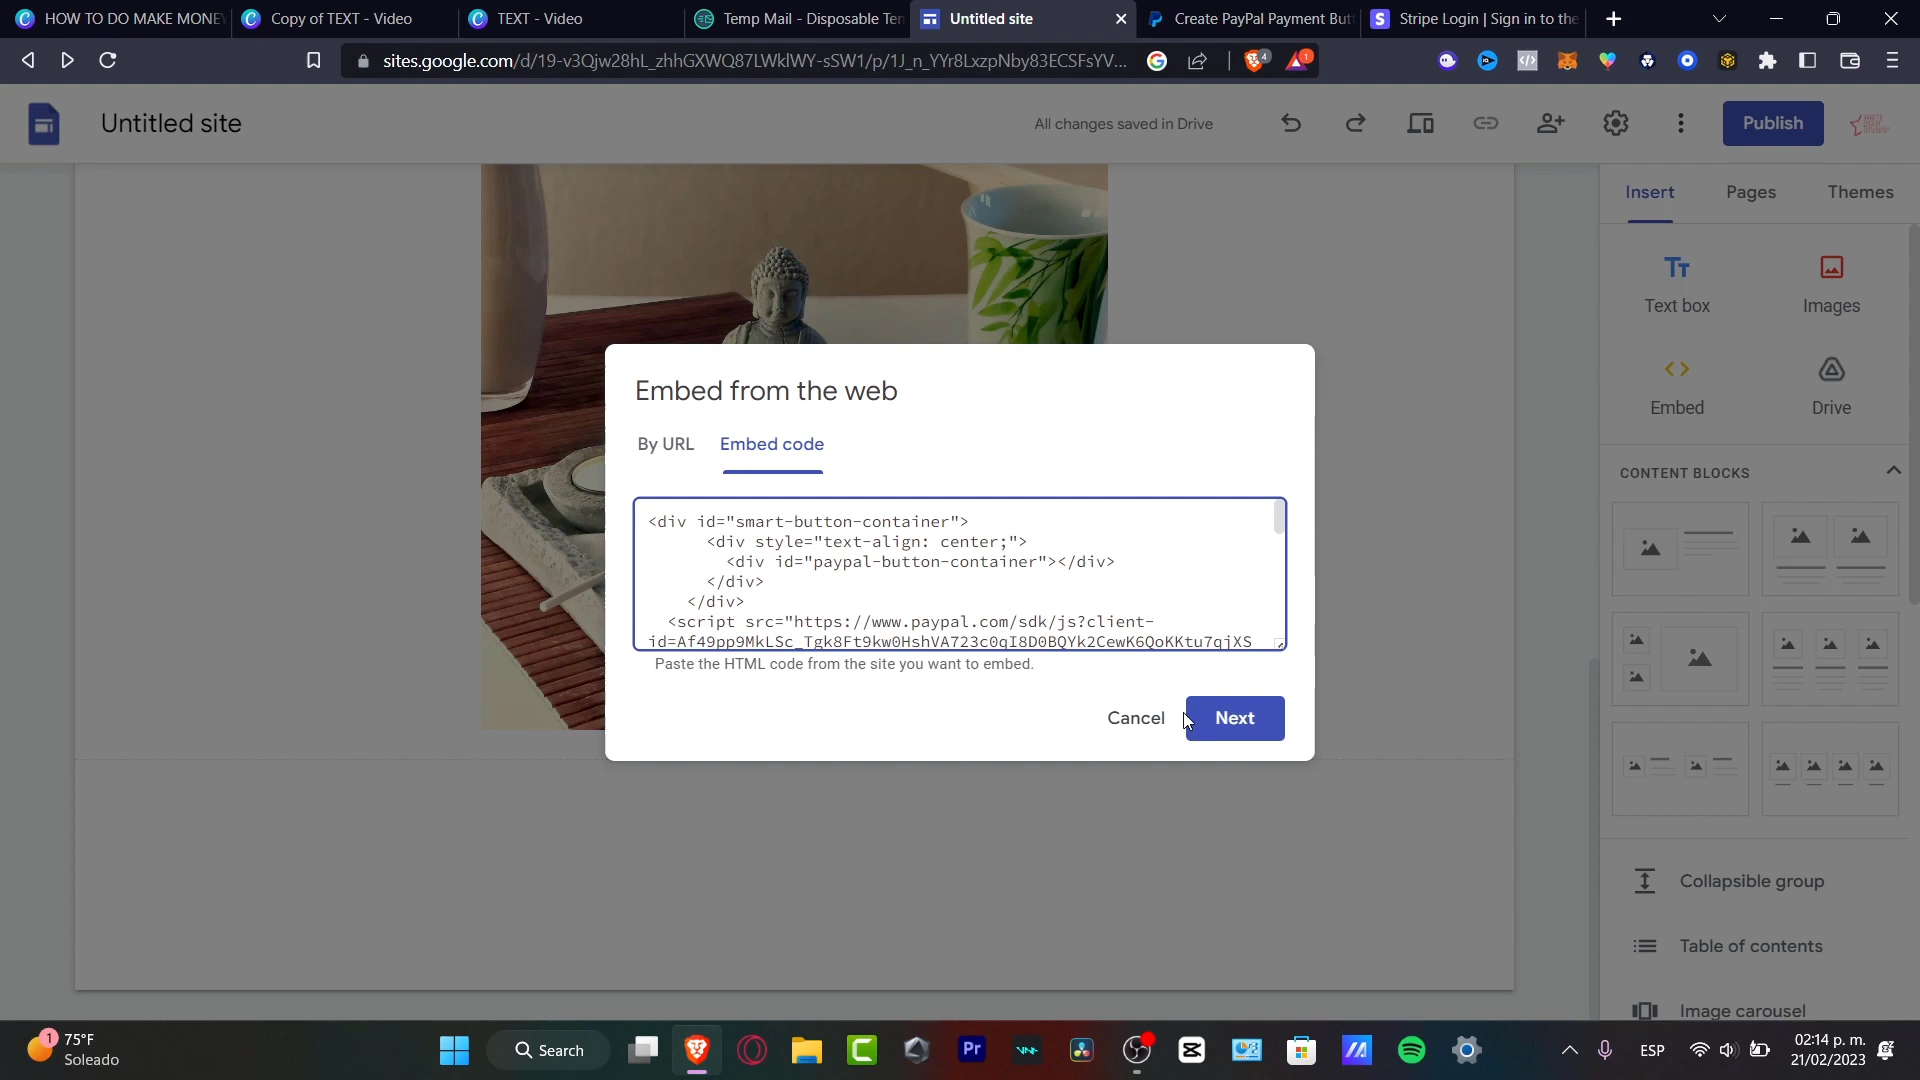 HOW TO DO MAKE MONEY
Copy of TEXT - Video
TEXT - Video
Temp Mail - Disposable Ten
Untitled site
Create PayPal Payment But
Stripe Login | Sign in to the
sites.google.com/d/19-v3Qjw28hL_zhhGXWQ87LWklWY-sSW1/p/1J_n_YYr8LxzpNby83ECSFsYV...
4
1
Untitled site
All changes saved in Drive
Publish
Insert
Pages
Themes
Text box
Images
Embed
Drive
CONTENT BLOCKS
Collapsible group
Table of contents
Image carousel
Embed from the web
By URL
Embed code
<div id="smart-button-container">
<div style="text-align: center;">
<div id="paypal-button-container"></div>
</div>
</div>
<script src="https://www.paypal.com/sdk/js?client-
id=Af49pp9MkLSc_Tgk8Ft9kw0HshVA723c0qI8D0BQYk2CewK6QoKKtu7qjXS
Paste the HTML code from the site you want to embed.
Cancel
Next
1
75°F
Soleado
Search
Pr
ESP
02:14 p. m.
21/02/2023